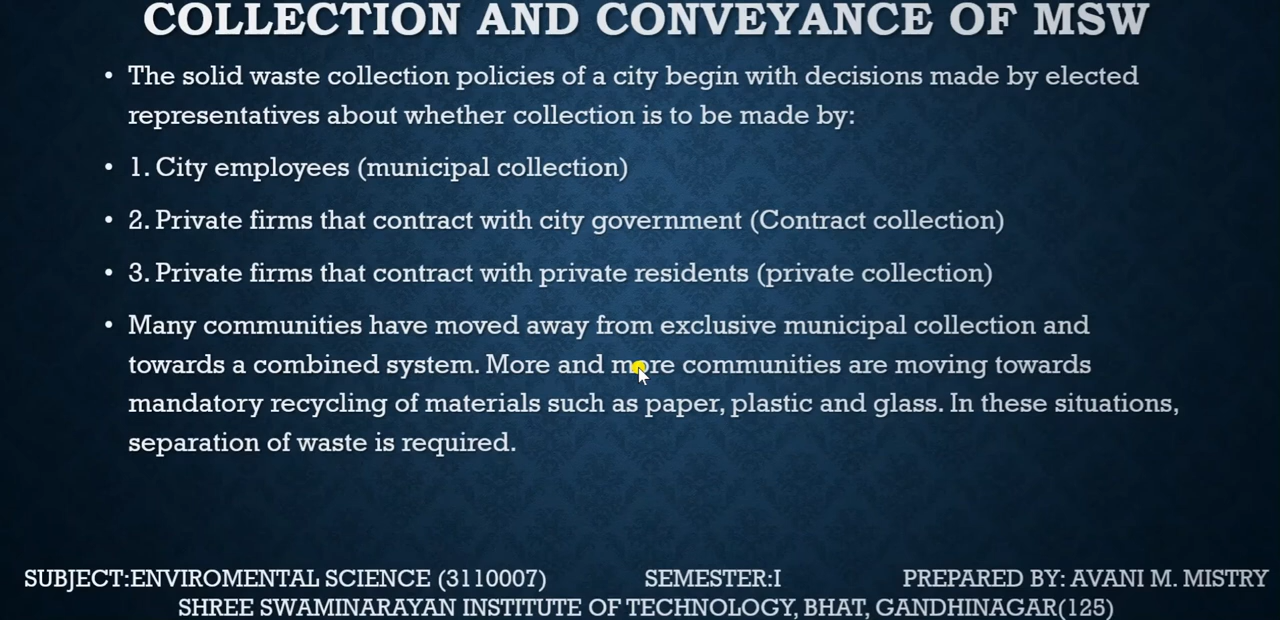 COLLECTION AND CONVEYANCE OF MSW
• The solid waste collection policies of a city begin with decisions made by elected
representatives about whether collection is to be made by:
• 1. City employees (municipal collection)
• 2. Private firms that contract with city government (Contract collection)
• 3. Private firms that contract with private residents (private collection)
• Many communities have moved away from exclusive municipal collection and
towards a combined system. More and more communities are moving towards
mandatory recycling of materials such as paper, plastic and glass. In these situations,
separation of waste is required.
SUBJECT:ENVIROMENTAL SCIENCE (3110007) SEMESTER:I PREPARED BY: AVANI M. MISTRY
SHREE SWAMINARAYAN INSTITUTE OF TECHNOLOGY, BHAT, GANDHINAGAR(125)